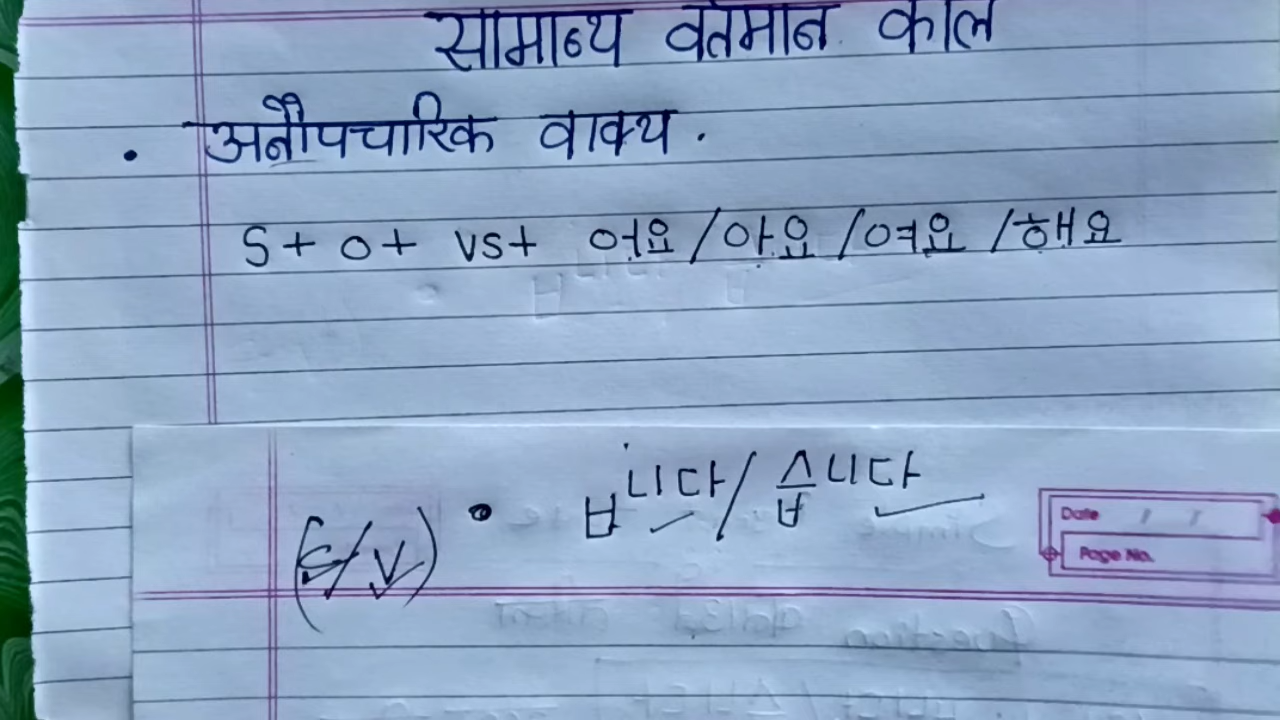 सामान्य वर्तमान काल
• अनौपचारिक वाक्य .
S + O + VS + 어요 /아요 /여요 /해요
(C/V) • ㅂ니다/습니다
Date
Page No.